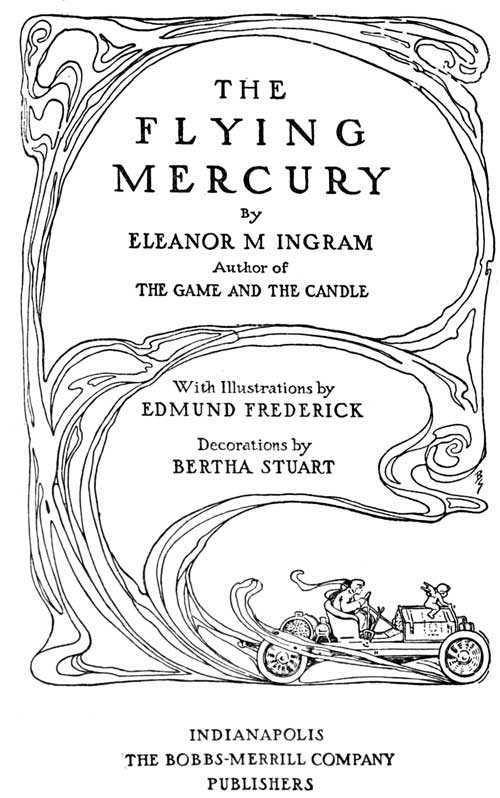 THE
FLYING
MERCURY
By
ELEANOR M INGRAM
Author of
THE GAME AND THE CANDLE
With Illustrations by
EDMUND FREDERICK
Decorations by
BERTHA STUART
INDIANAPOLIS
THE BOBBS-MERRILL COMPANY
PUBLISHERS